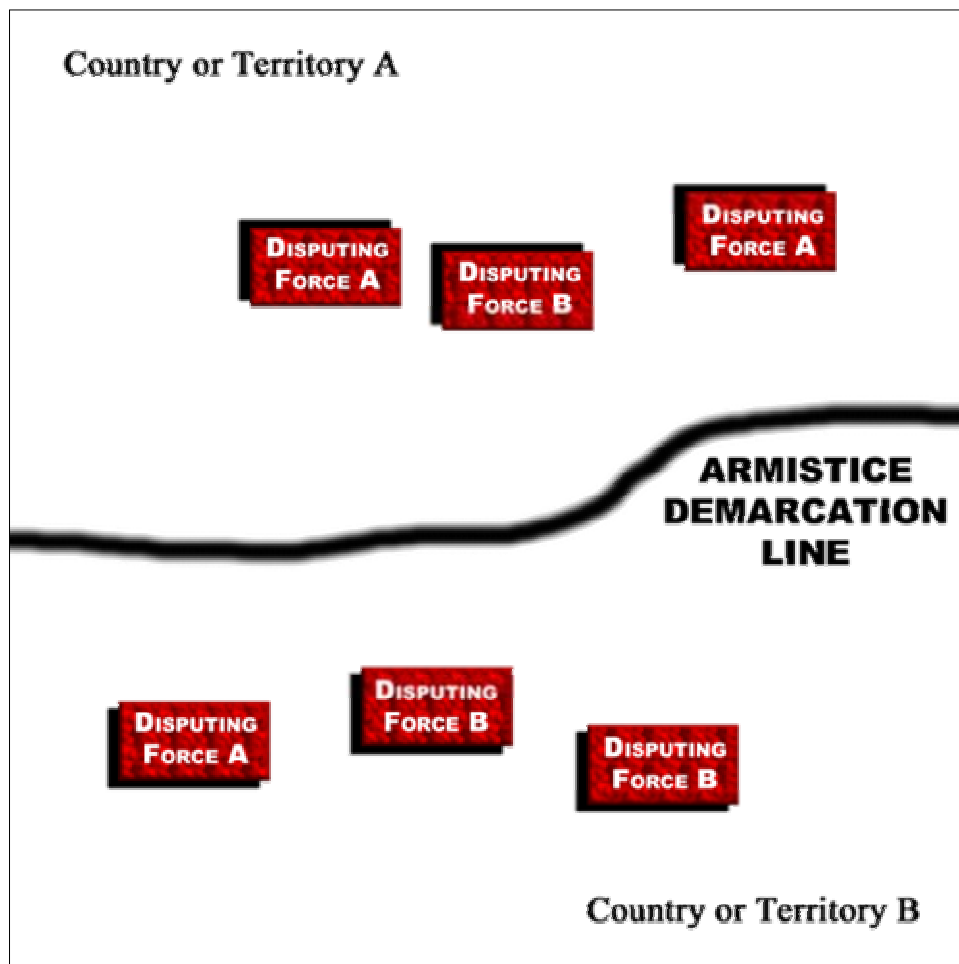 Country or Territory A
DISPUTING
FORCE A
DISPUTING
FORCE B
DISPUTING
FORCE A
ARMISTICE
DEMARCATION
LINE
DISPUTING
FORCE A
DISPUTING
FORCE B
DISPUTING
FORCE B
Country or Territory B